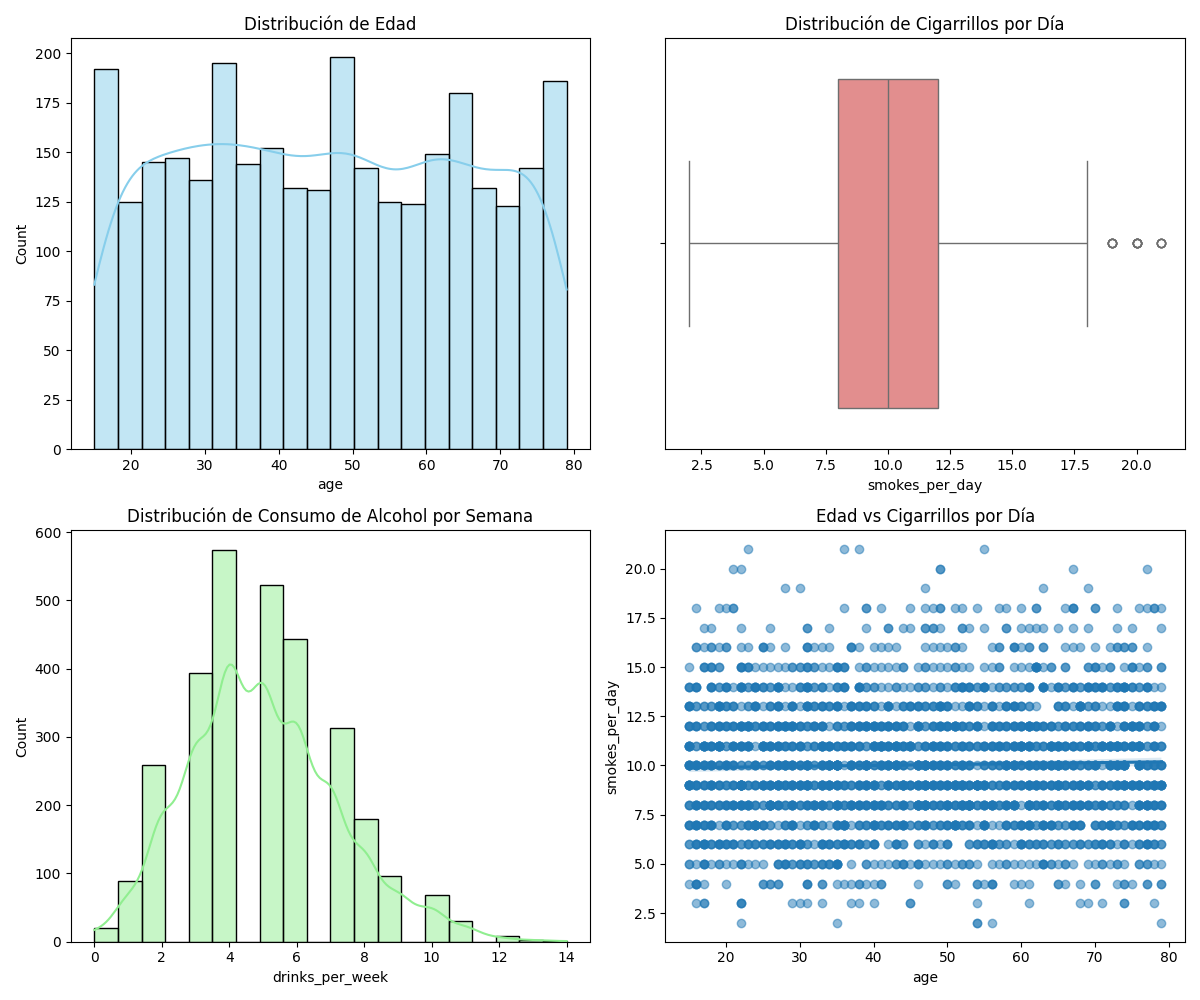 Distribución de Edad
Count
200
175
150
125
100
75
50
25
0
20 30 40 50 60 70 80
age
Distribución de Cigarrillos por Día
2.5 5.0 7.5 10.0 12.5 15.0 17.5 20.0
smokes_per_day
Distribución de Consumo de Alcohol por Semana
Count
600
500
400
300
200
100
0
0 2 4 6 8 10 12 14
drinks_per_week
Edad vs Cigarrillos por Día
smokes_per_day
20.0
17.5
15.0
12.5
10.0
7.5
5.0
2.5
20 30 40 50 60 70 80
age